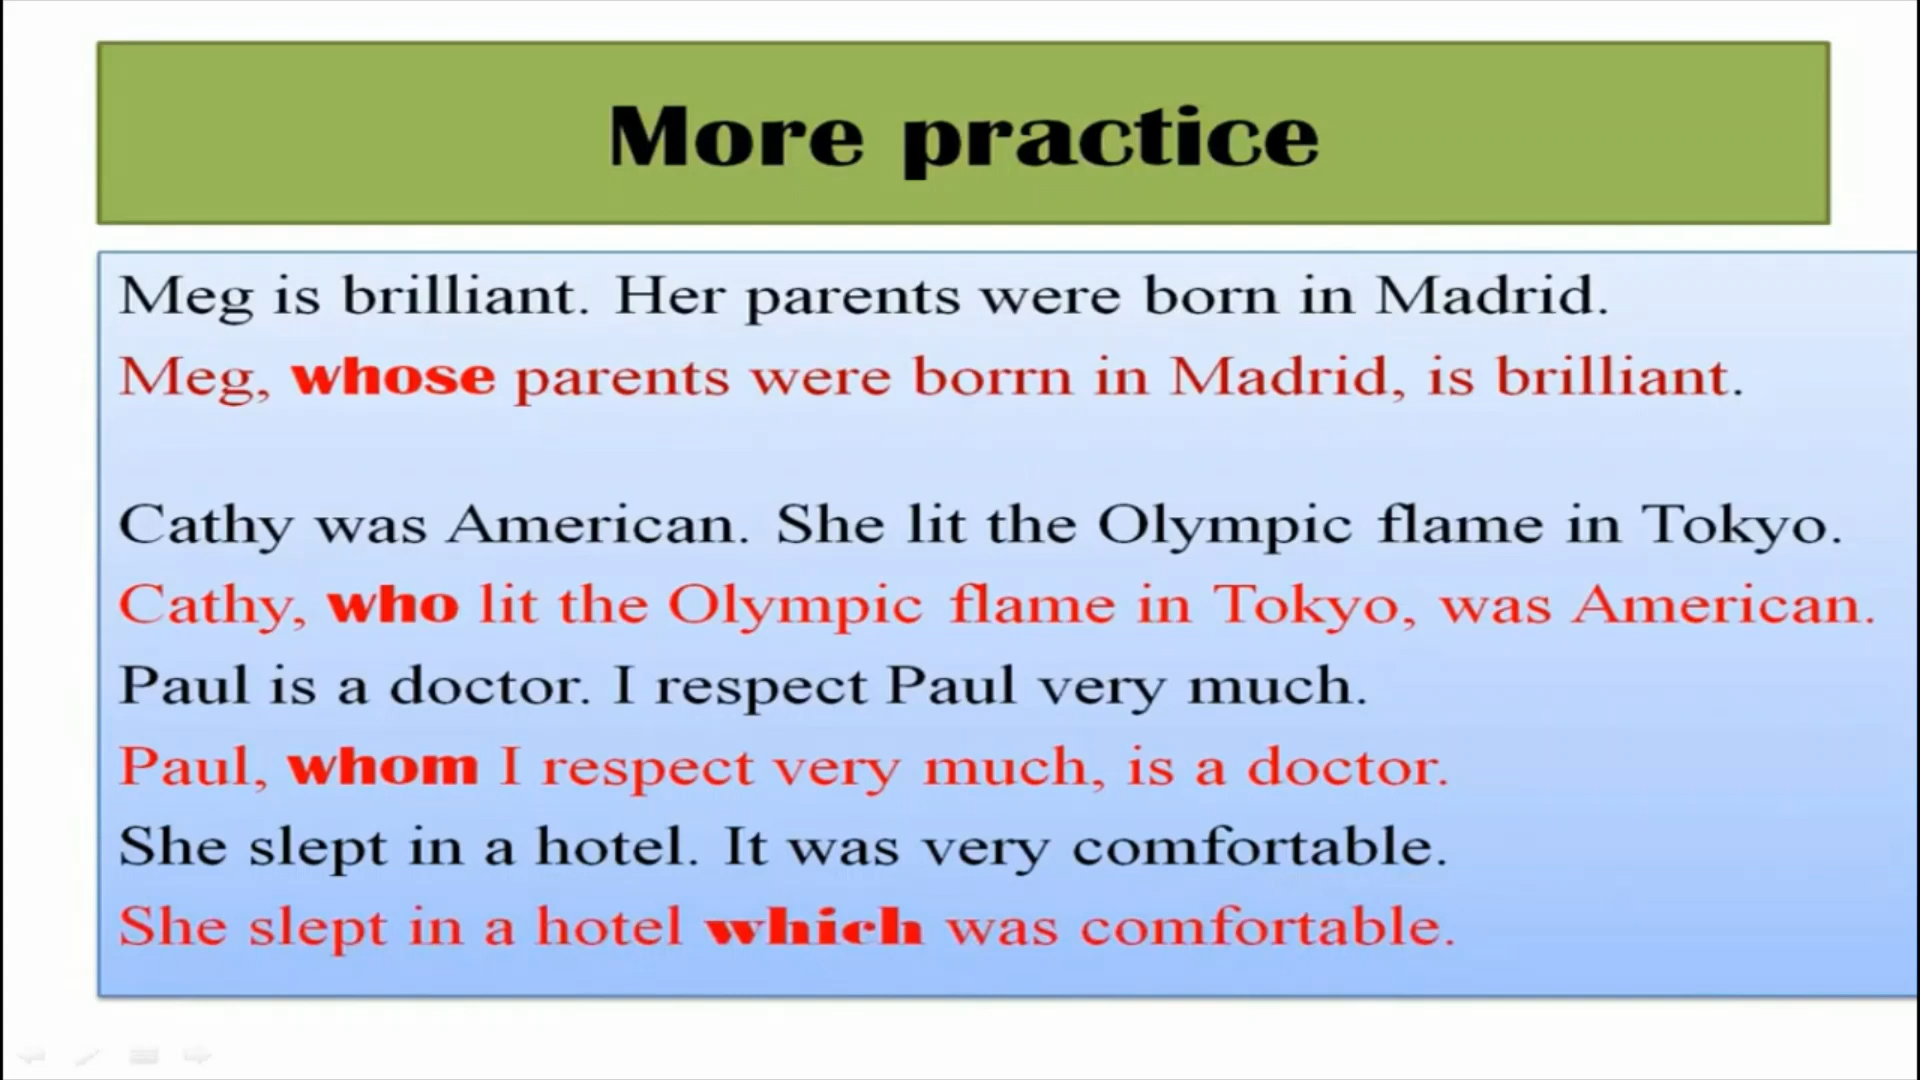 More practice
Meg is brilliant. Her parents were born in Madrid.
Meg, whose parents were borrn in Madrid, is brilliant.
Cathy was American. She lit the Olympic flame in Tokyo.
Cathy, who lit the Olympic flame in Tokyo, was American.
Paul is a doctor. I respect Paul very much.
Paul, whom I respect very much, is a doctor.
She slept in a hotel. It was very comfortable.
She slept in a hotel which was comfortable.